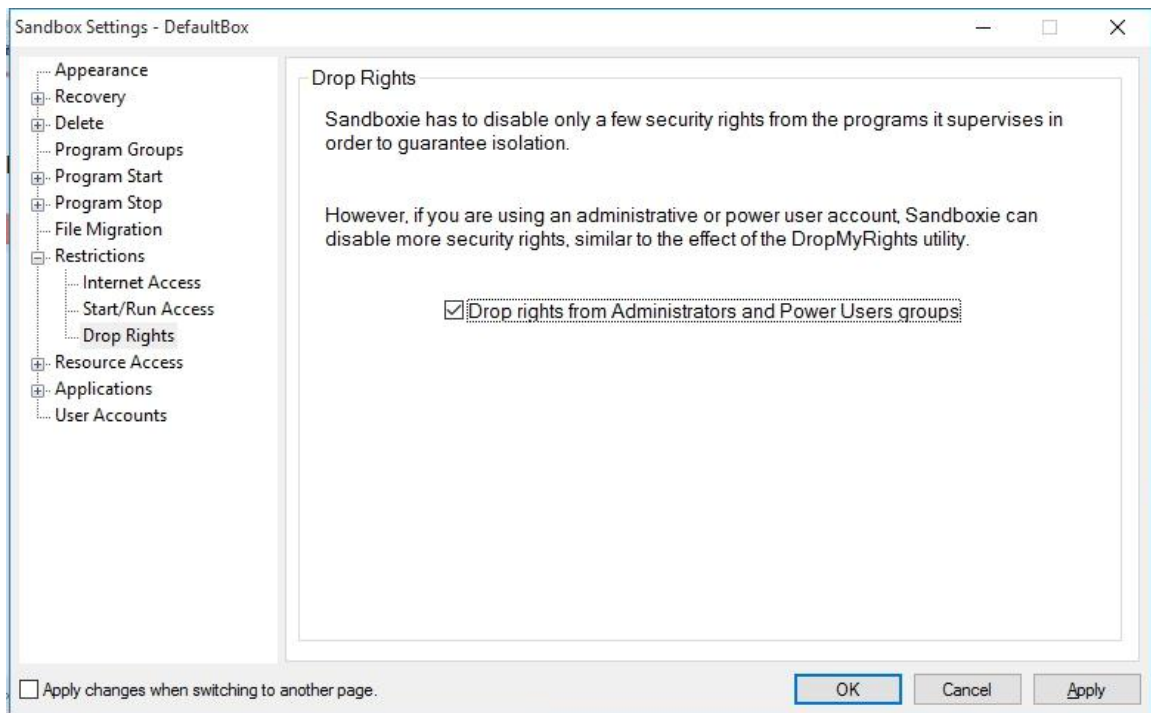 Sandbox Settings - DefaultBox
Appearance
Recovery
Delete
Program Groups
Program Start
Program Stop
File Migration
Restrictions
Internet Access
Start/Run Access
Drop Rights
Resource Access
Applications
User Accounts
Drop Rights
Sandboxie has to disable only a few security rights from the programs it supervises in
order to guarantee isolation.
However, if you are using an administrative or power user account, Sandboxie can
disable more security rights, similar to the effect of the DropMyRights utility.
Drop rights from Administrators and Power Users groups
Apply changes when switching to another page.
OK
Cancel
Apply